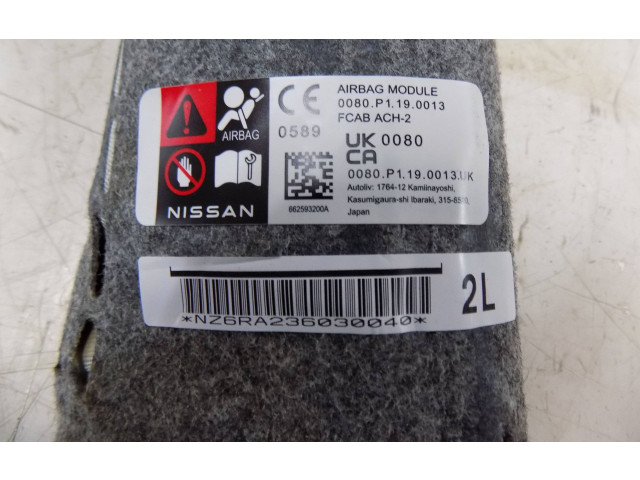 AIRBAG MODULE
0080.P1.19.0013
FCAB ACH-2
AIRBAG
CE
0589
UK
CA
0080
0080.P1.19.0013.UK
Autoliv: 1764-12 Kamiinayoshi,
Kasumigaura-shi Ibaraki, 315-8520,
Japan
662593200A
NISSAN
*NZ6RA236030040*
2L